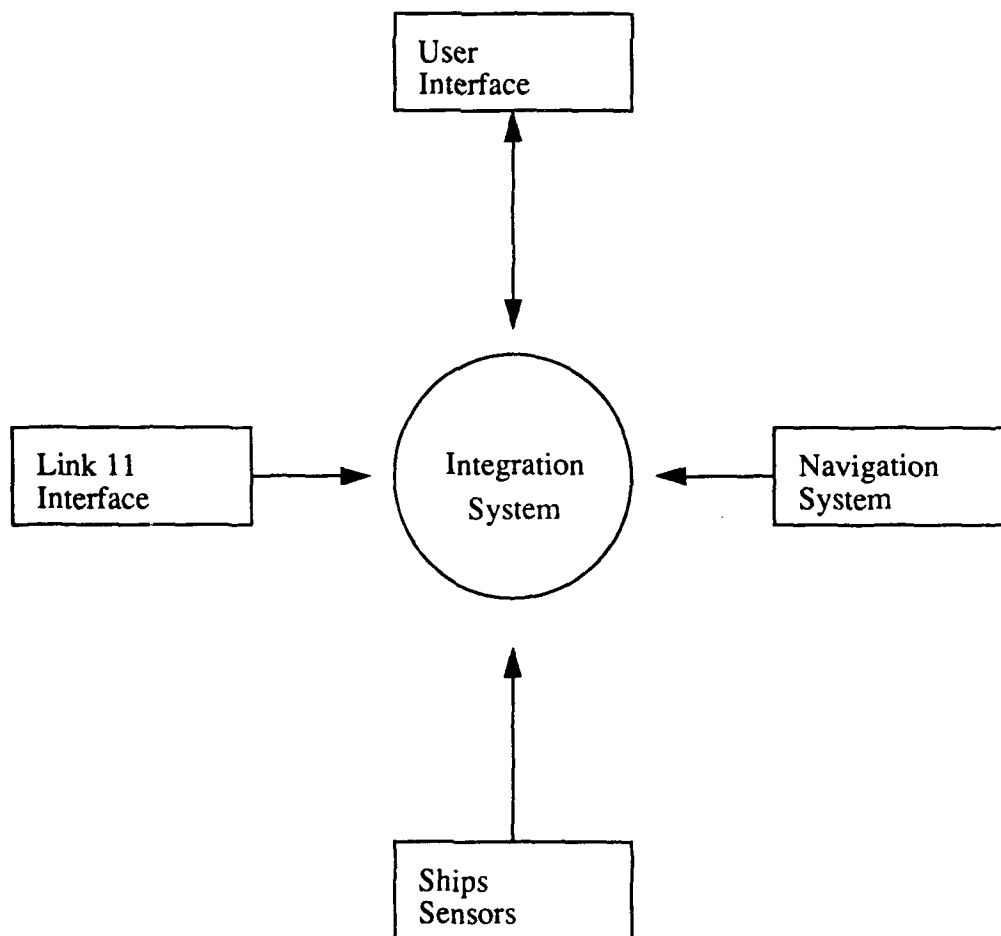 User
Interface
Link 11
Interface
Integration
System
Navigation
System
Ships
Sensors